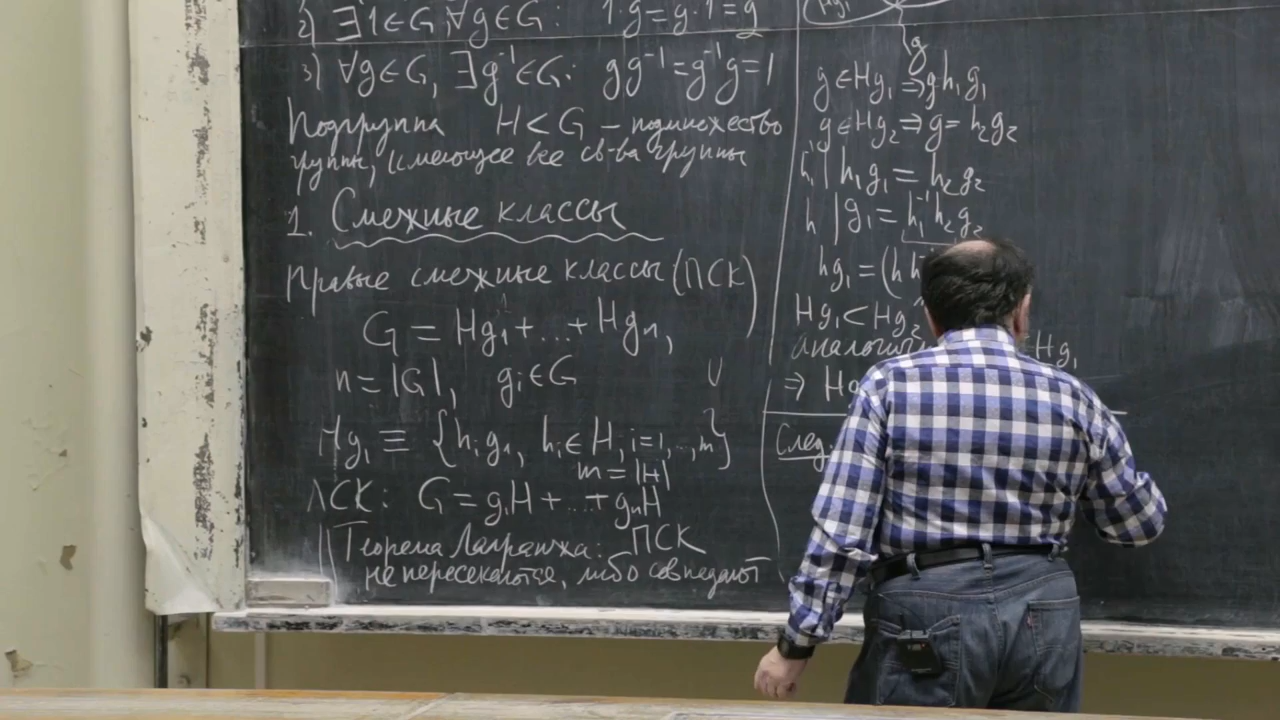 2) ∃1∈G, ∀g∈G: 1·g=g·1=g
3) ∀g∈G, ∃g⁻¹∈G: gg⁻¹=g⁻¹g=1
Подгруппа H<G – подмножество
группы, имеющее все св-ва группы
1. Смежные классы
Правые смежные классы (ПСК)
G = Hg₁+...+Hgₙ,
n=|G|, gᵢ∈G
Hg₁ ≡ {hᵢg₁, hᵢ∈H, i=1,...,m}
m=|H|
ЛСК: G=g₁H+...+gₙH
Теорема Лагранжа: ПСК
не пересекаются, либо совпадают
Hg₁
g
g∈Hg₁⇒gh₁g₁
g∈Hg₂⇒g=h₂g₂
h₁⁻¹| h₁g₁=h₂g₂
h | g₁=h₁⁻¹h₂g₂
hg₁=(h
Hg₁<Hg₂
Hg₁
⇒
След